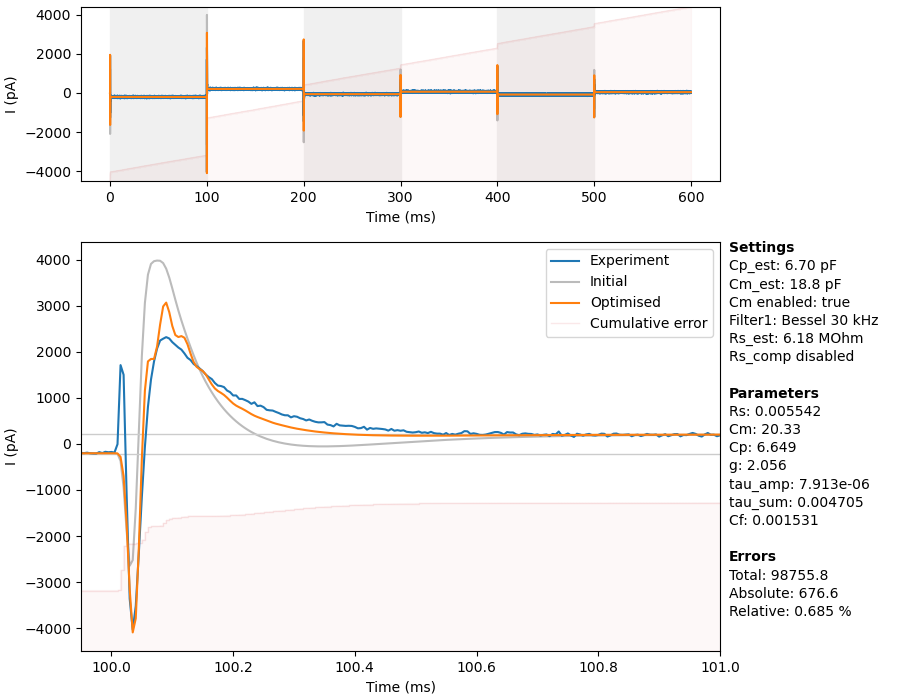 4000
2000
0
−2000
−4000
I (pA)
0 100 200 300 400 500 600
Time (ms)
4000
3000
2000
1000
0
−1000
−2000
−3000
−4000
I (pA)
Experiment
Initial
Optimised
Cumulative error
100.0 100.2 100.4 100.6 100.8 101.0
Time (ms)
Settings
Cp_est: 6.70 pF
Cm_est: 18.8 pF
Cm enabled: true
Filter1: Bessel 30 kHz
Rs_est: 6.18 MOhm
Rs_comp disabled
Parameters
Rs: 0.005542
Cm: 20.33
Cp: 6.649
g: 2.056
tau_amp: 7.913e-06
tau_sum: 0.004705
Cf: 0.001531
Errors
Total: 98755.8
Absolute: 676.6
Relative: 0.685 %